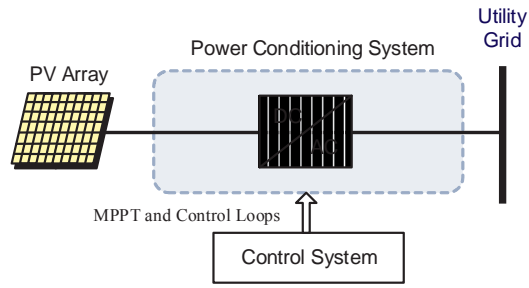 Utility
Grid
Power Conditioning System
PV Array
DC
AC
MPPT and Control Loops
Control System